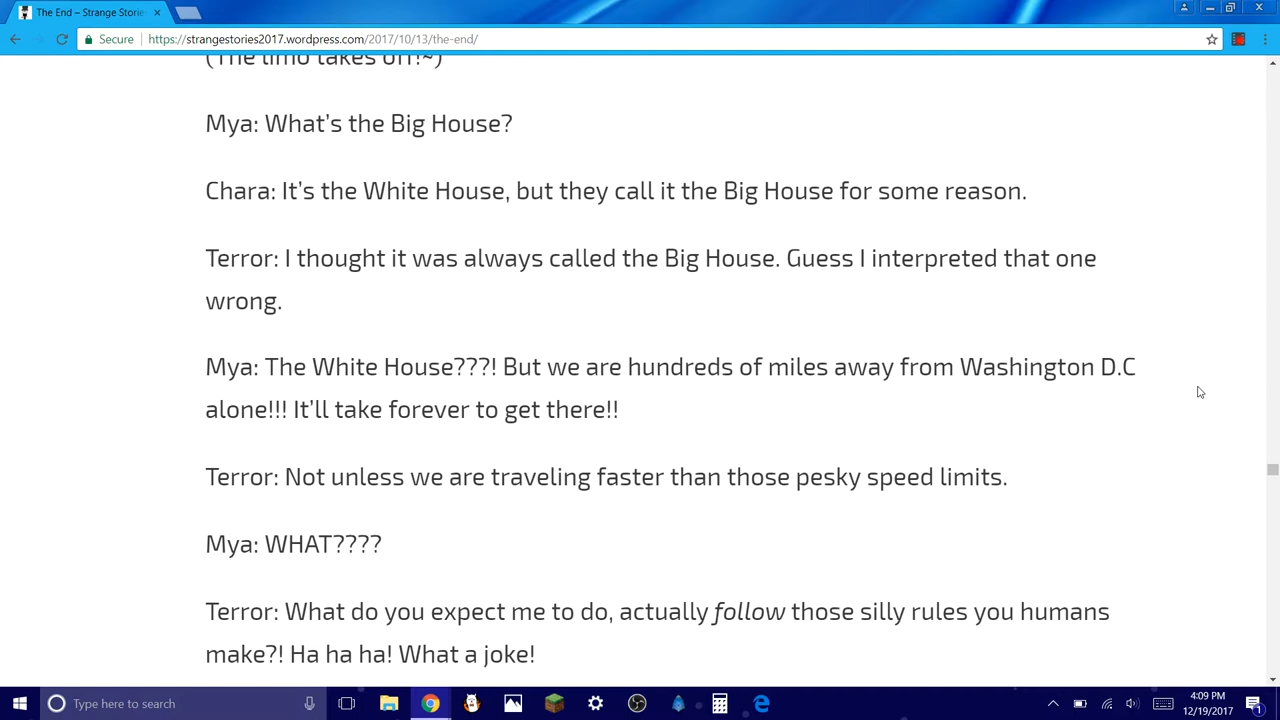 The End – Strange Storie
Secure
https://strangestories2017.wordpress.com/2017/10/13/the-end/
(The limo takes off!~)
Mya: What’s the Big House?
Chara: It’s the White House, but they call it the Big House for some reason.
Terror: I thought it was always called the Big House. Guess I interpreted that one
wrong.
Mya: The White House???! But we are hundreds of miles away from Washington D.C
alone!!! It’ll take forever to get there!!
Terror: Not unless we are traveling faster than those pesky speed limits.
Mya: WHAT????
Terror: What do you expect me to do, actually follow those silly rules you humans
make?! Ha ha ha! What a joke!
Type here to search
4:09 PM
12/19/2017
1